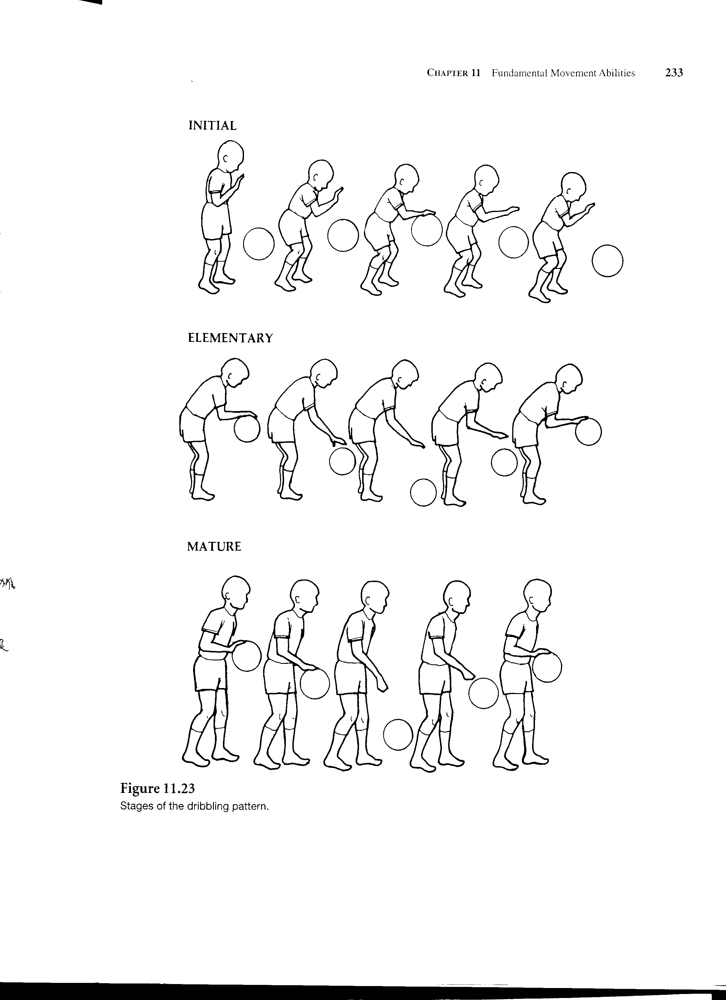 CHAPTER 11 Fundamental Movement Abilities 233
INITIAL
ELEMENTARY
MATURE
Figure 11.23
Stages of the dribbling pattern.